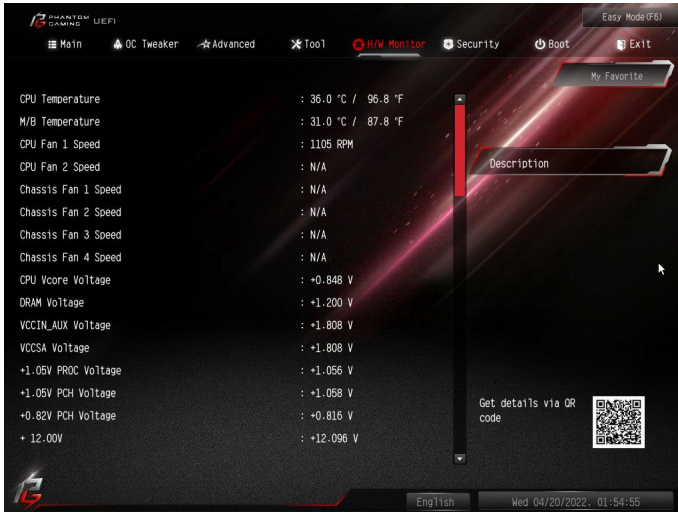 PHANTOM GAMING UEFI
Easy Mode(F6)
Main OC Tweaker Advanced Tool H/W Monitor Security Boot Exit
My Favorite
CPU Temperature : 36.0 °C / 96.8 °F
M/B Temperature : 31.0 °C / 87.8 °F
CPU Fan 1 Speed : 1105 RPM
CPU Fan 2 Speed : N/A
Chassis Fan 1 Speed : N/A
Chassis Fan 2 Speed : N/A
Chassis Fan 3 Speed : N/A
Chassis Fan 4 Speed : N/A
CPU Vcore Voltage : +0.848 V
DRAM Voltage : +1.200 V
VCCIN_AUX Voltage : +1.808 V
VCCSA Voltage : +1.808 V
+1.05V PROC Voltage : +1.056 V
+1.05V PCH Voltage : +1.058 V
+0.82V PCH Voltage : +0.816 V
+ 12.00V : +12.096 V
Description
Get details via QR
code
English
Wed 04/20/2022, 01:54:55